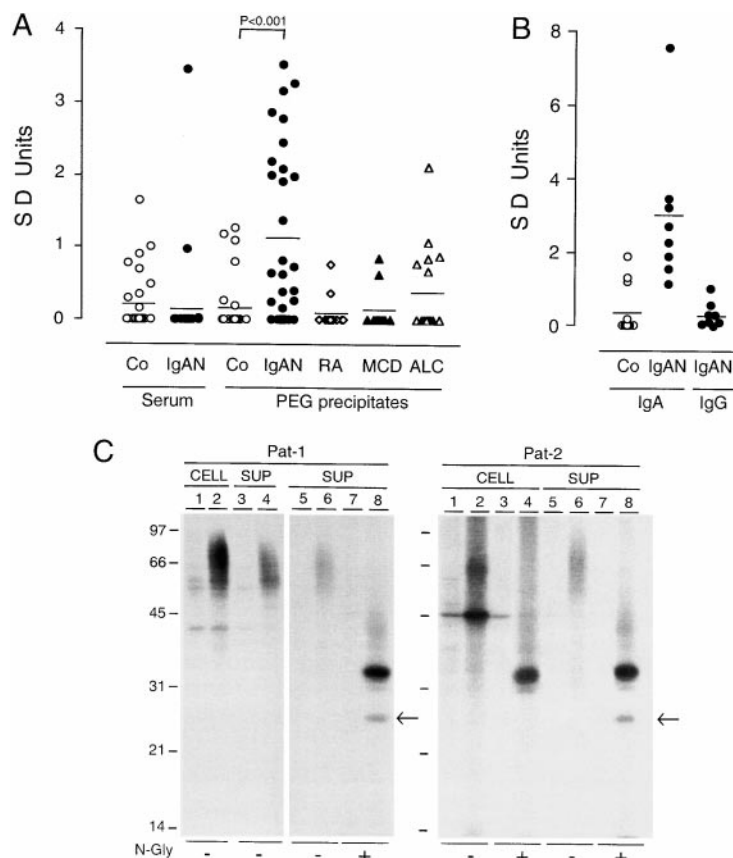 A
P<0.001
SD Units
4
3
2
1
0
Co IgAN Co IgAN RA MCD ALC
Serum PEG precipitates
B
SD Units
8
6
4
2
0
Co IgAN IgAN
IgA IgG
C
Pat-1
CELL SUP SUP
1 2 3 4 5 6 7 8
97
66
45
31
21
14
N-Gly - - +
Pat-2
CELL SUP
1 2 3 4 5 6 7 8
- + - +